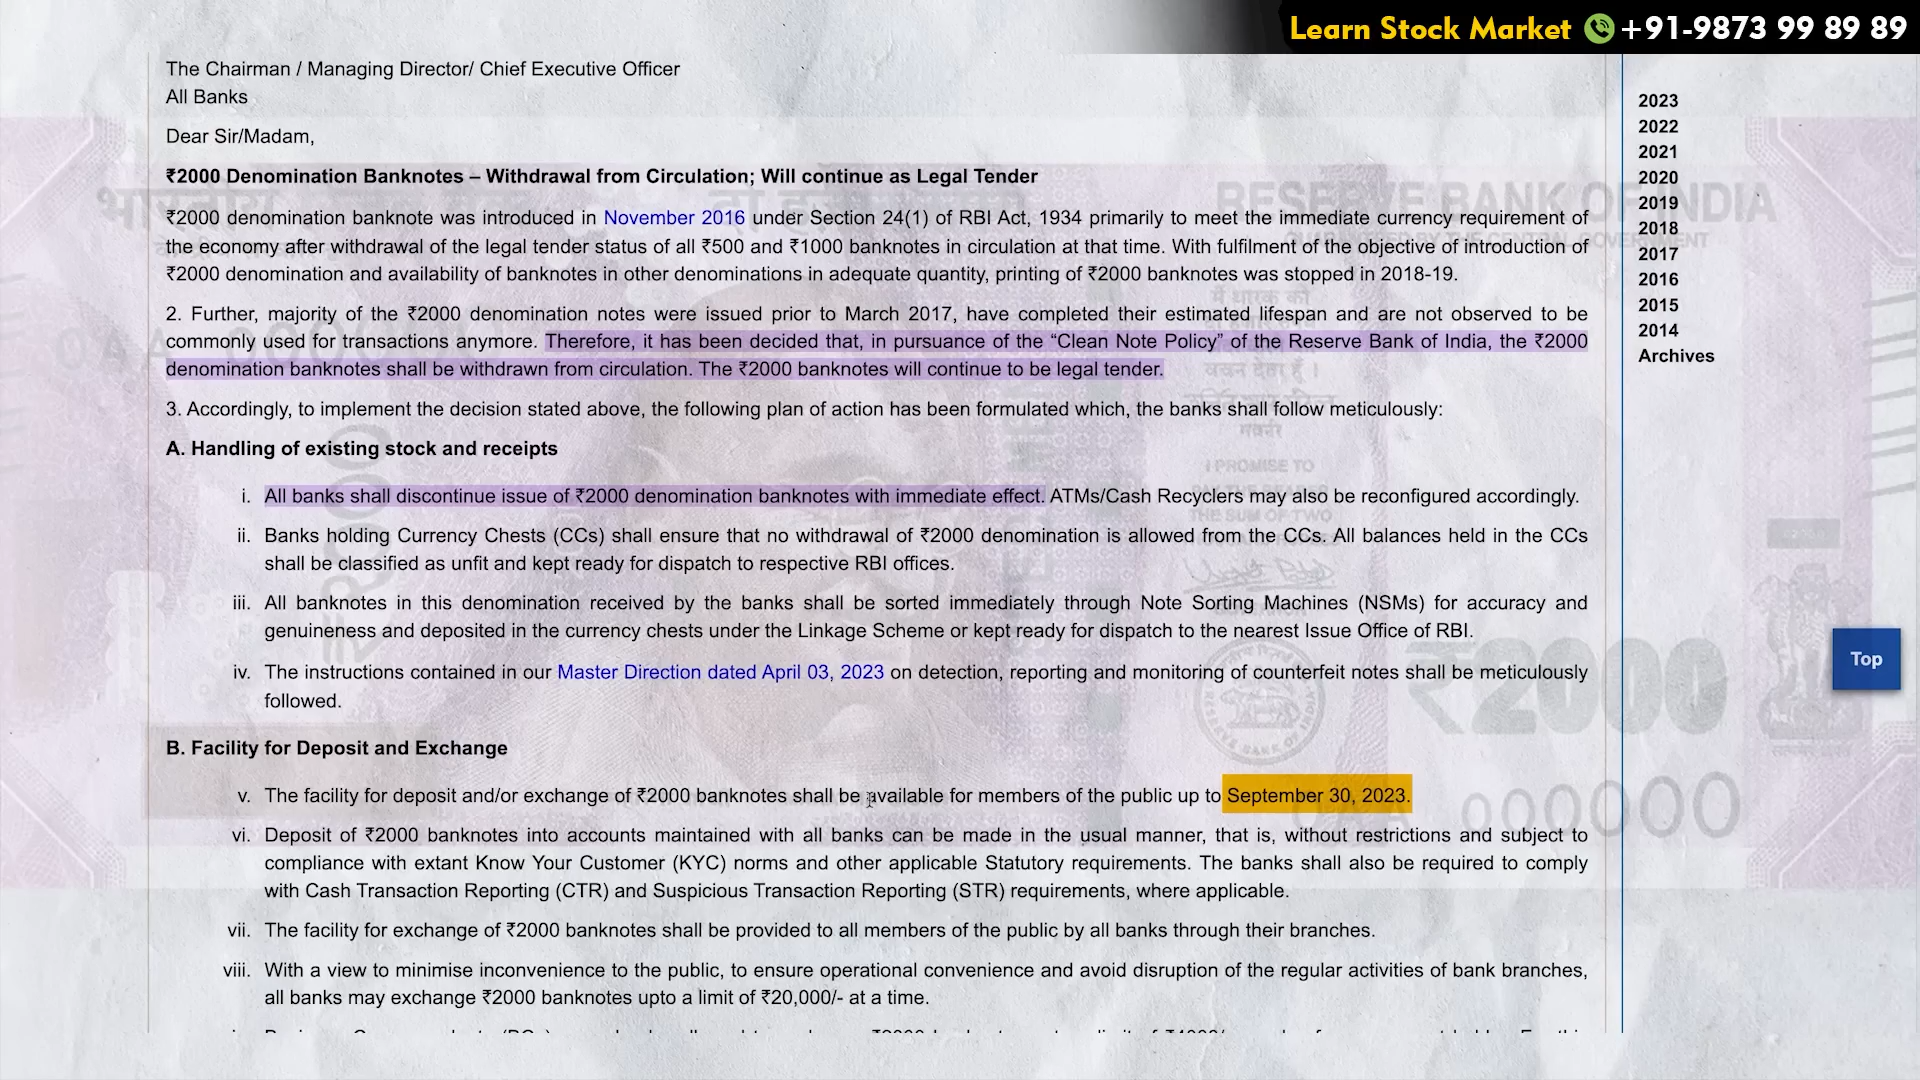 Learn Stock Market +91-9873 99 89 89
The Chairman / Managing Director/ Chief Executive Officer
All Banks
Dear Sir/Madam,
₹2000 Denomination Banknotes – Withdrawal from Circulation; Will continue as Legal Tender
₹2000 denomination banknote was introduced in November 2016 under Section 24(1) of RBI Act, 1934 primarily to meet the immediate currency requirement of
the economy after withdrawal of the legal tender status of all ₹500 and ₹1000 banknotes in circulation at that time. With fulfilment of the objective of introduction of
₹2000 denomination and availability of banknotes in other denominations in adequate quantity, printing of ₹2000 banknotes was stopped in 2018-19.
2. Further, majority of the ₹2000 denomination notes were issued prior to March 2017, have completed their estimated lifespan and are not observed to be
commonly used for transactions anymore. Therefore, it has been decided that, in pursuance of the “Clean Note Policy” of the Reserve Bank of India, the ₹2000
denomination banknotes shall be withdrawn from circulation. The ₹2000 banknotes will continue to be legal tender.
3. Accordingly, to implement the decision stated above, the following plan of action has been formulated which, the banks shall follow meticulously:
A. Handling of existing stock and receipts
i. All banks shall discontinue issue of ₹2000 denomination banknotes with immediate effect. ATMs/Cash Recyclers may also be reconfigured accordingly.
ii. Banks holding Currency Chests (CCs) shall ensure that no withdrawal of ₹2000 denomination is allowed from the CCs. All balances held in the CCs
shall be classified as unfit and kept ready for dispatch to respective RBI offices.
iii. All banknotes in this denomination received by the banks shall be sorted immediately through Note Sorting Machines (NSMs) for accuracy and
genuineness and deposited in the currency chests under the Linkage Scheme or kept ready for dispatch to the nearest Issue Office of RBI.
iv. The instructions contained in our Master Direction dated April 03, 2023 on detection, reporting and monitoring of counterfeit notes shall be meticulously
followed.
B. Facility for Deposit and Exchange
v. The facility for deposit and/or exchange of ₹2000 banknotes shall be available for members of the public up to September 30, 2023.
vi. Deposit of ₹2000 banknotes into accounts maintained with all banks can be made in the usual manner, that is, without restrictions and subject to
compliance with extant Know Your Customer (KYC) norms and other applicable Statutory requirements. The banks shall also be required to comply
with Cash Transaction Reporting (CTR) and Suspicious Transaction Reporting (STR) requirements, where applicable.
vii. The facility for exchange of ₹2000 banknotes shall be provided to all members of the public by all banks through their branches.
viii. With a view to minimise inconvenience to the public, to ensure operational convenience and avoid disruption of the regular activities of bank branches,
all banks may exchange ₹2000 banknotes upto a limit of ₹20,000/- at a time.
2023
2022
2021
2020
2019
2018
2017
2016
2015
2014
Archives
Top
RESERVE BANK OF INDIA
I PROMISE TO
₹2000
000000